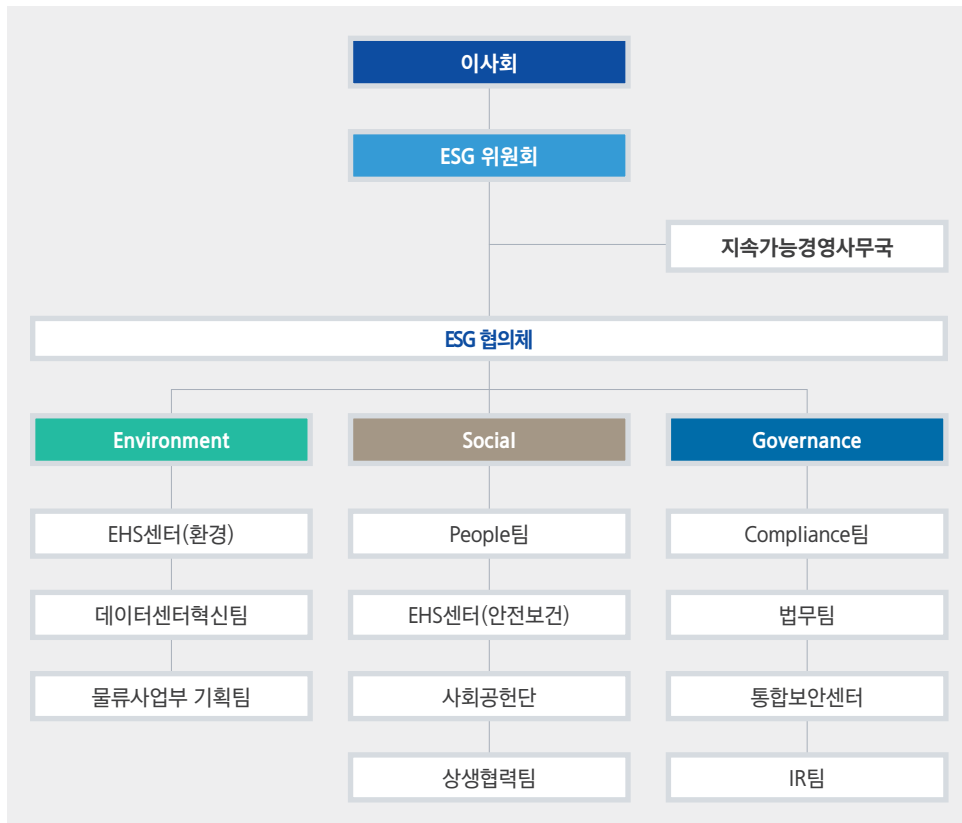 이사회
ESG 위원회
지속가능경영사무국
ESG 협의체
Environment
Social
Governance
EHS센터(환경)
People팀
Compliance팀
데이터센터혁신팀
EHS센터(안전보건)
법무팀
물류사업부 기획팀
사회공헌단
통합보안센터
상생협력팀
IR팀